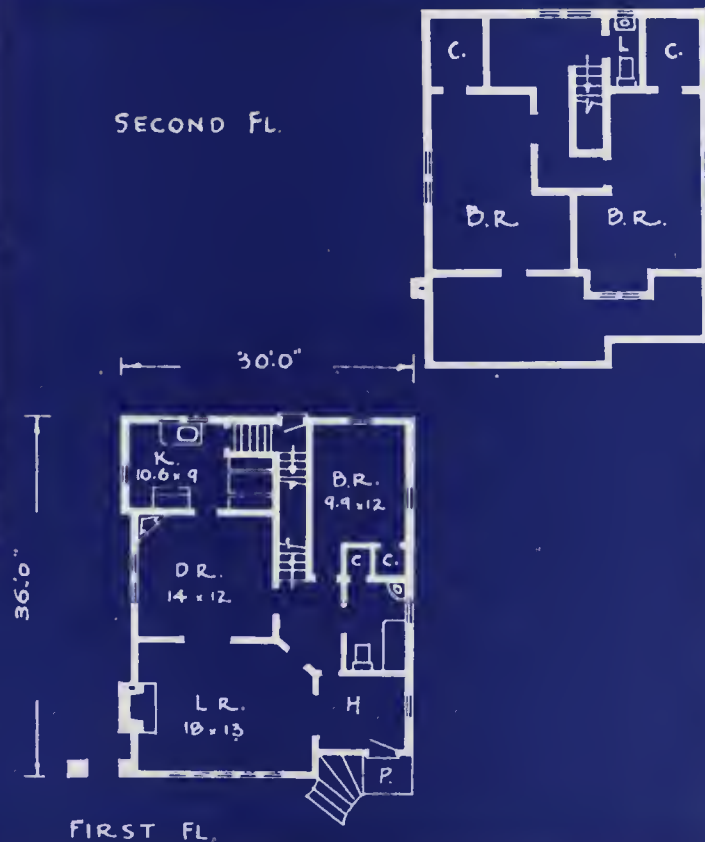 C.
L
C.
SECOND FL.
B.R
B.R.
30'.0"
36'.0"
K.
10.6 x 9
B.R.
9.9 x 12
C
C.
D R.
14 x 12
L R.
18 x 13
H
P.
FIRST FL.